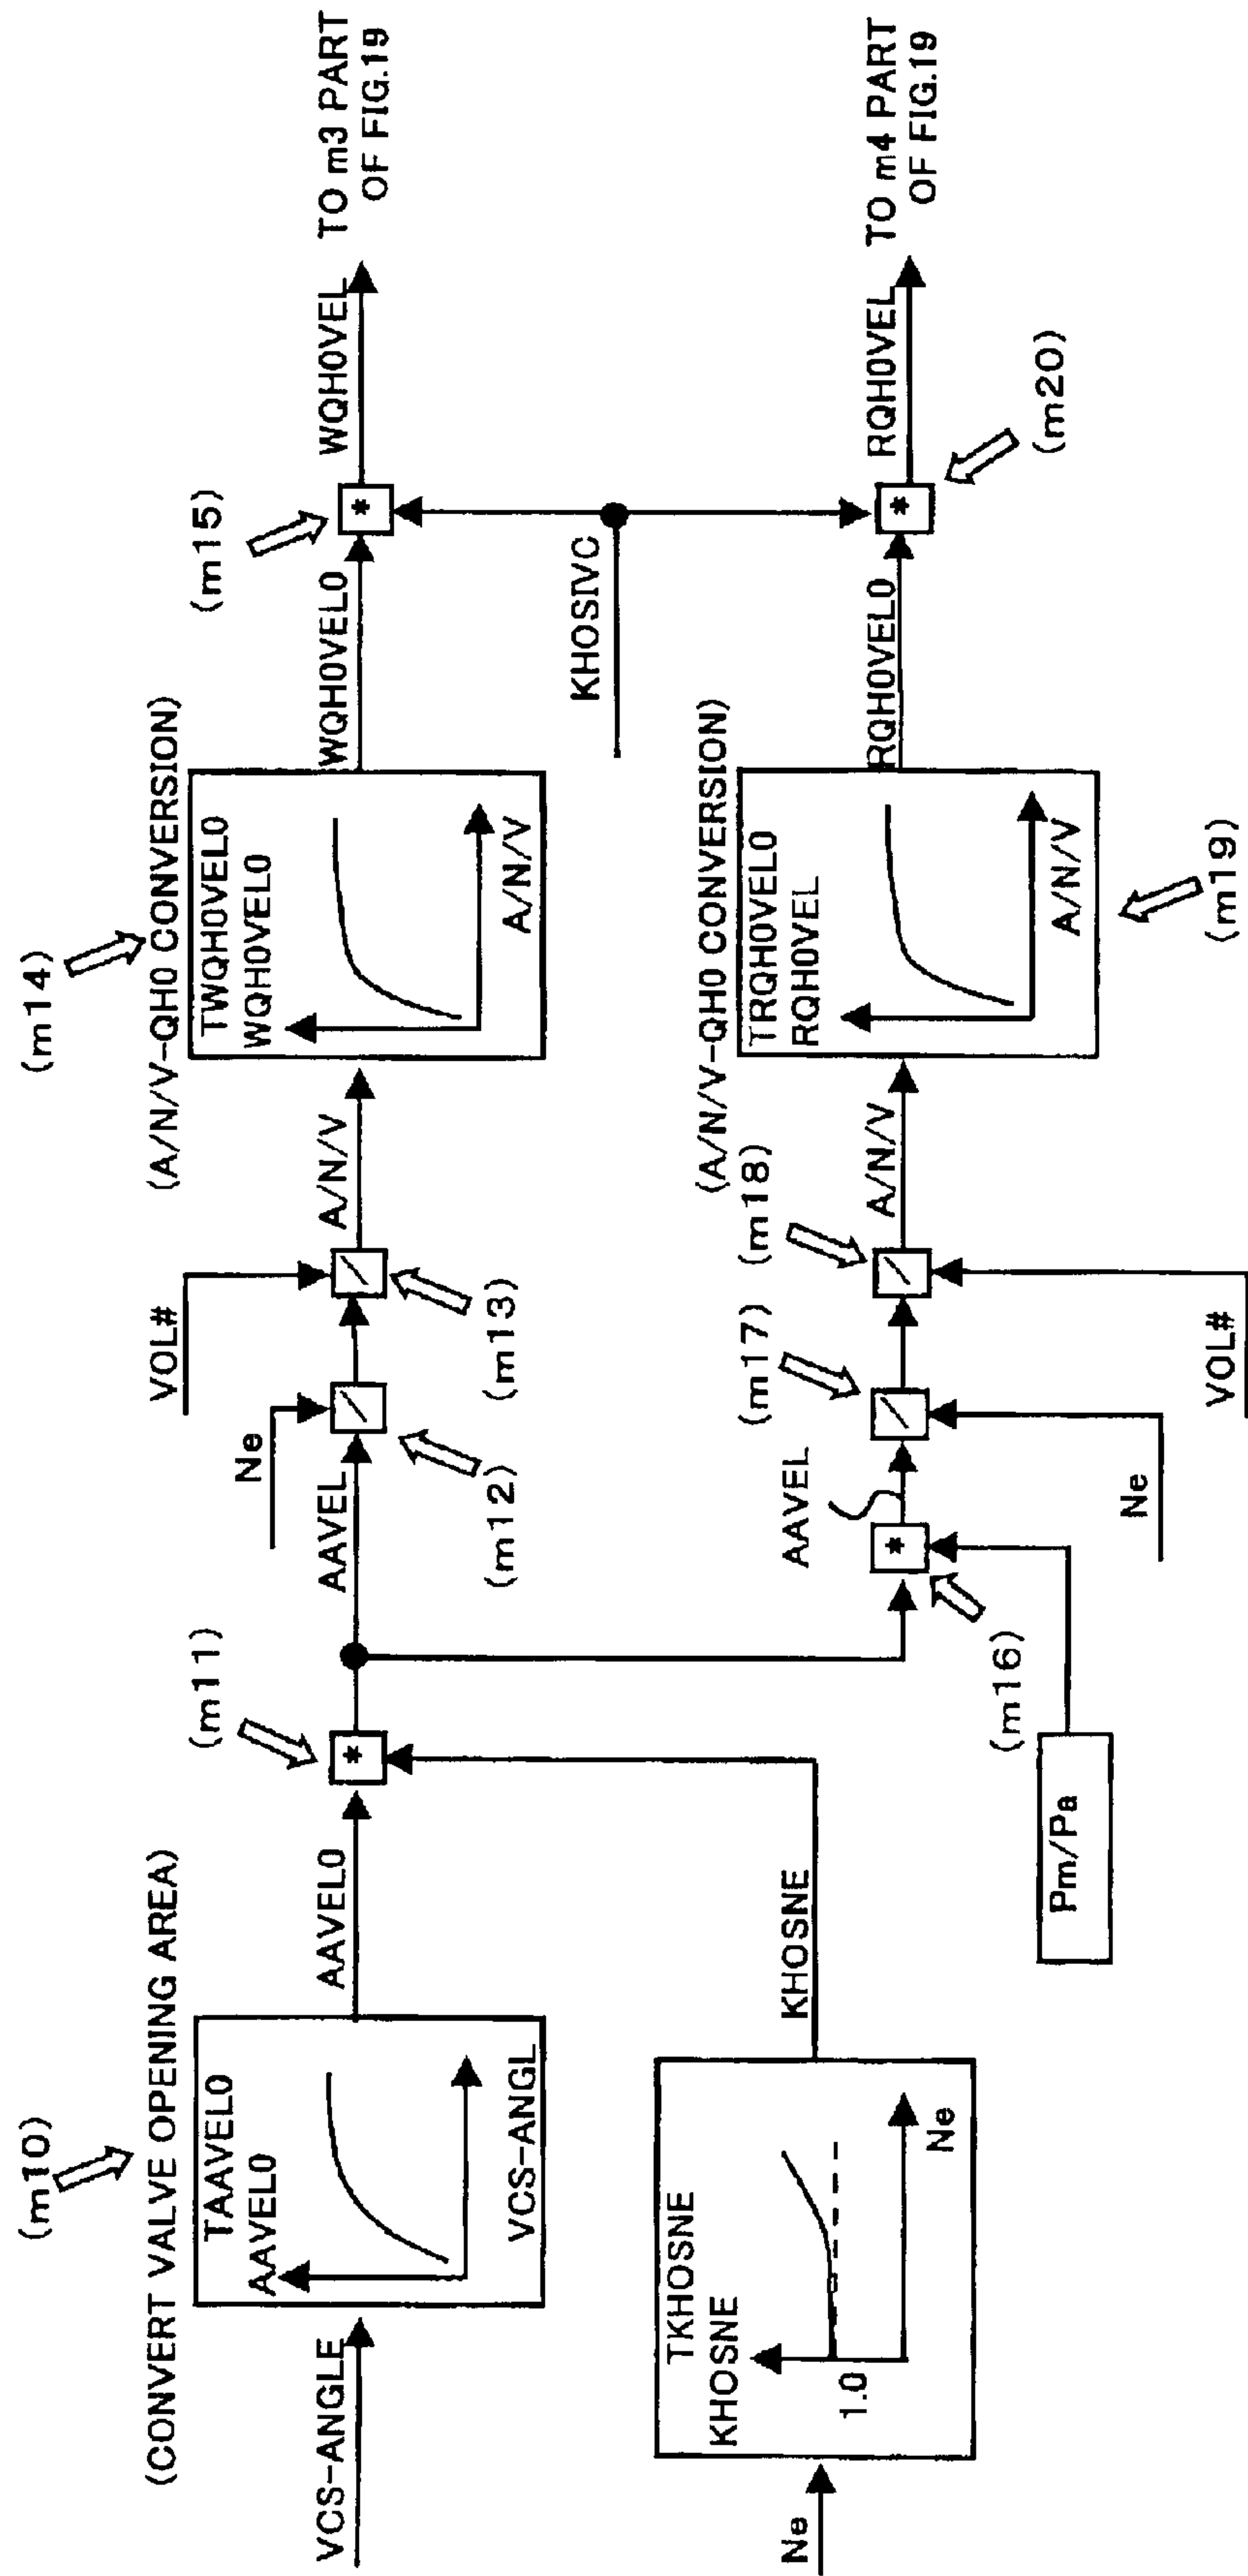 (m10)
(CONVERT VALVE OPENING AREA)
VCS-ANGLE
TAAVEL0
AAVEL0
VCS-ANGL
AAVEL0
(m11)
AAVEL
Ne
(m12)
VOL#
(m13)
A/N/V
(m14)
(A/N/V-QH0 CONVERSION)
TWQH0VEL0
WQH0VEL0
A/N/V
WQH0VEL0
(m15)
*
WQH0VEL
TO m3 PART
OF FIG.19
KHOSIVC
Ne
TKHOSNE
KHOSNE
1.0
Ne
KHOSNE
*
Pm/Pa
(m16)
*
AAVEL
Ne
(m17)
/
VOL#
(m18)
/
A/N/V
(A/N/V-QH0 CONVERSION)
TRQH0VEL0
RQH0VEL
A/N/V
(m19)
RQH0VEL0
*
(m20)
RQH0VEL
TO m4 PART
OF FIG.19
/
/